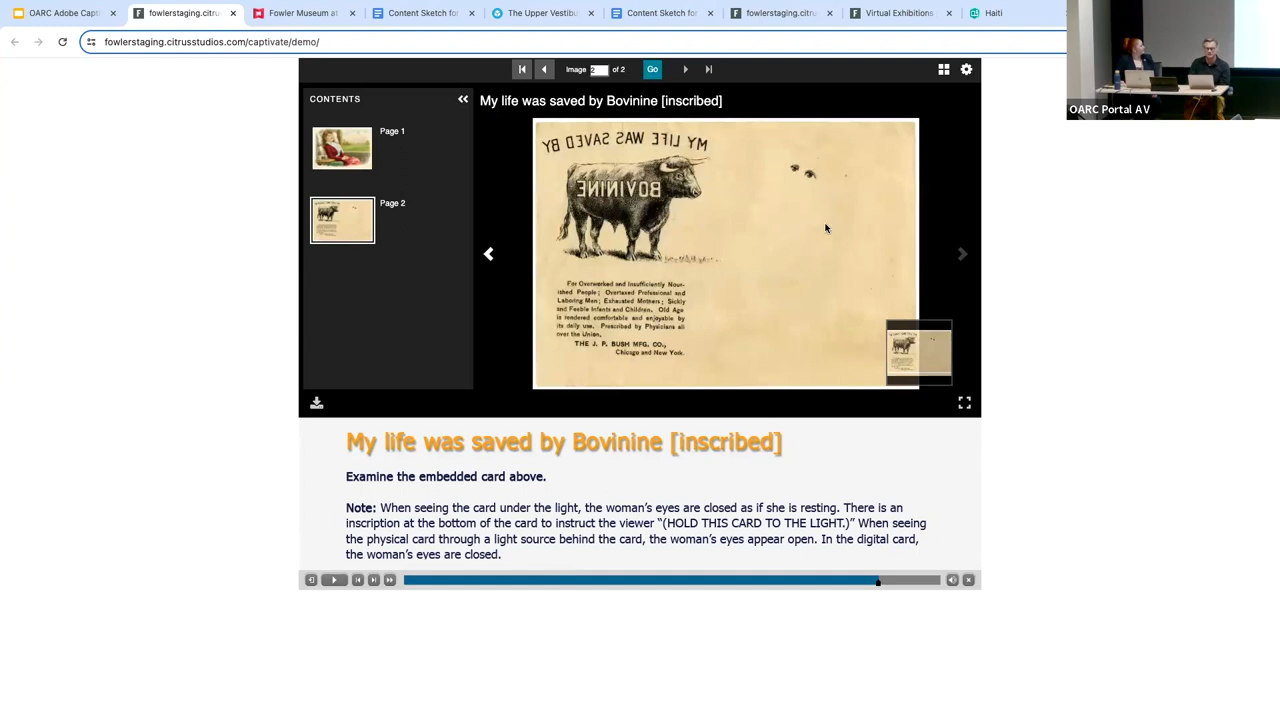 OARC Adobe Capti
fowlerstaging.citrus
Fowler Museum at
Content Sketch for
The Upper Vestibu
Content Sketch for
fowlerstaging.citrus
Virtual Exhibitions
Haiti
fowlerstaging.citrusstudios.com/captivate/demo/
OARC Portal AV
Image 2 of 2 Go
CONTENTS
Page 1
Page 2
My life was saved by Bovinine [inscribed]
MY LIFE WAS SAVED BY
BOVININE
For Overworked and Insufficiently Nour-
ished People; Overtaxed Professional and
Laboring Men; Exhausted Mothers; Sickly
and Feeble Infants and Children. Old Age
is rendered comfortable and enjoyable by
its daily use. Prescribed by Physicians all
over the Union.
THE J. P. BUSH MFG. CO.,
Chicago and New York.
My life was saved by Bovinine [inscribed]
Examine the embedded card above.
Note: When seeing the card under the light, the woman's eyes are closed as if she is resting. There is an
inscription at the bottom of the card to instruct the viewer "(HOLD THIS CARD TO THE LIGHT.)" When seeing
the physical card through a light source behind the card, the woman's eyes appear open. In the digital card,
the woman's eyes are closed.